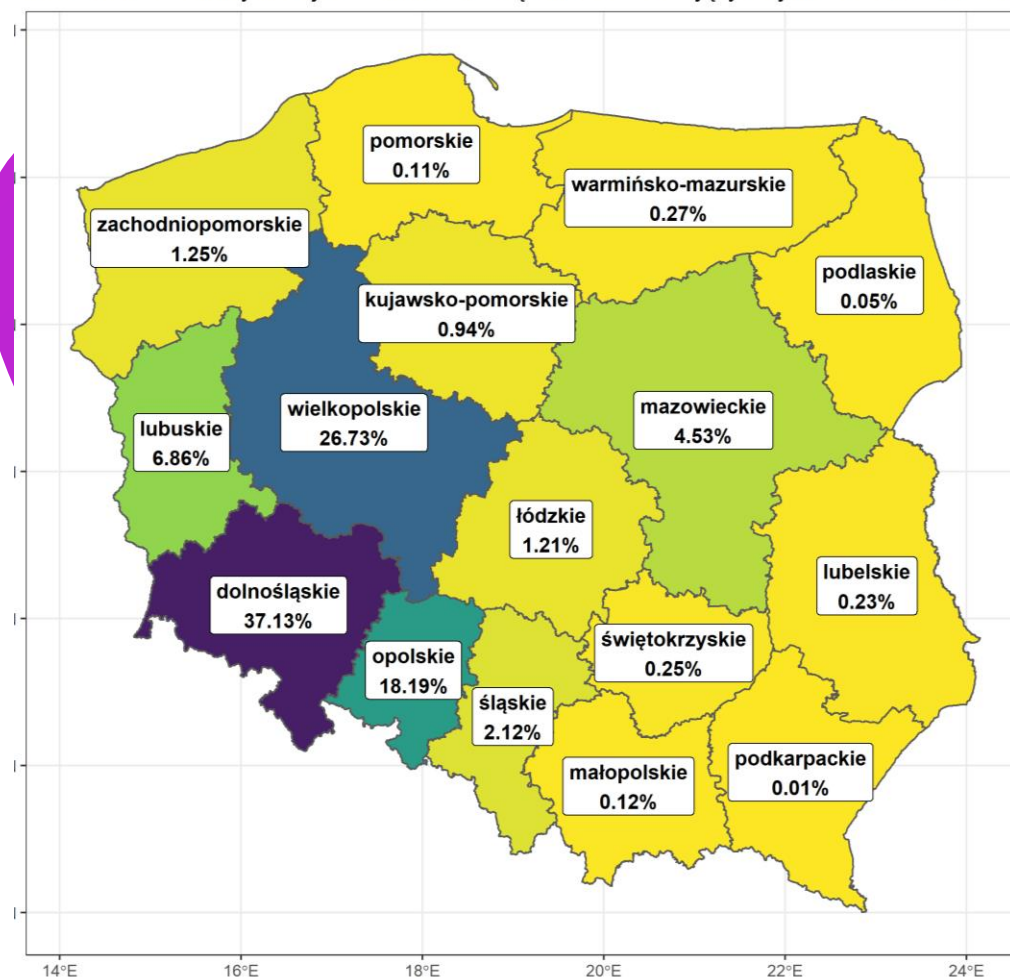 pomorskie
0.11%
warmińsko-mazurskie
0.27%
zachodniopomorskie
1.25%
podlaskie
0.05%
kujawsko-pomorskie
0.94%
wielkopolskie
26.73%
mazowieckie
4.53%
lubuskie
6.86%
łódzkie
1.21%
lubelskie
0.23%
dolnośląskie
37.13%
świętokrzyskie
0.25%
opolskie
18.19%
śląskie
2.12%
małopolskie
0.12%
podkarpackie
0.01%
14°E 16°E 18°E 20°E 22°E 24°E